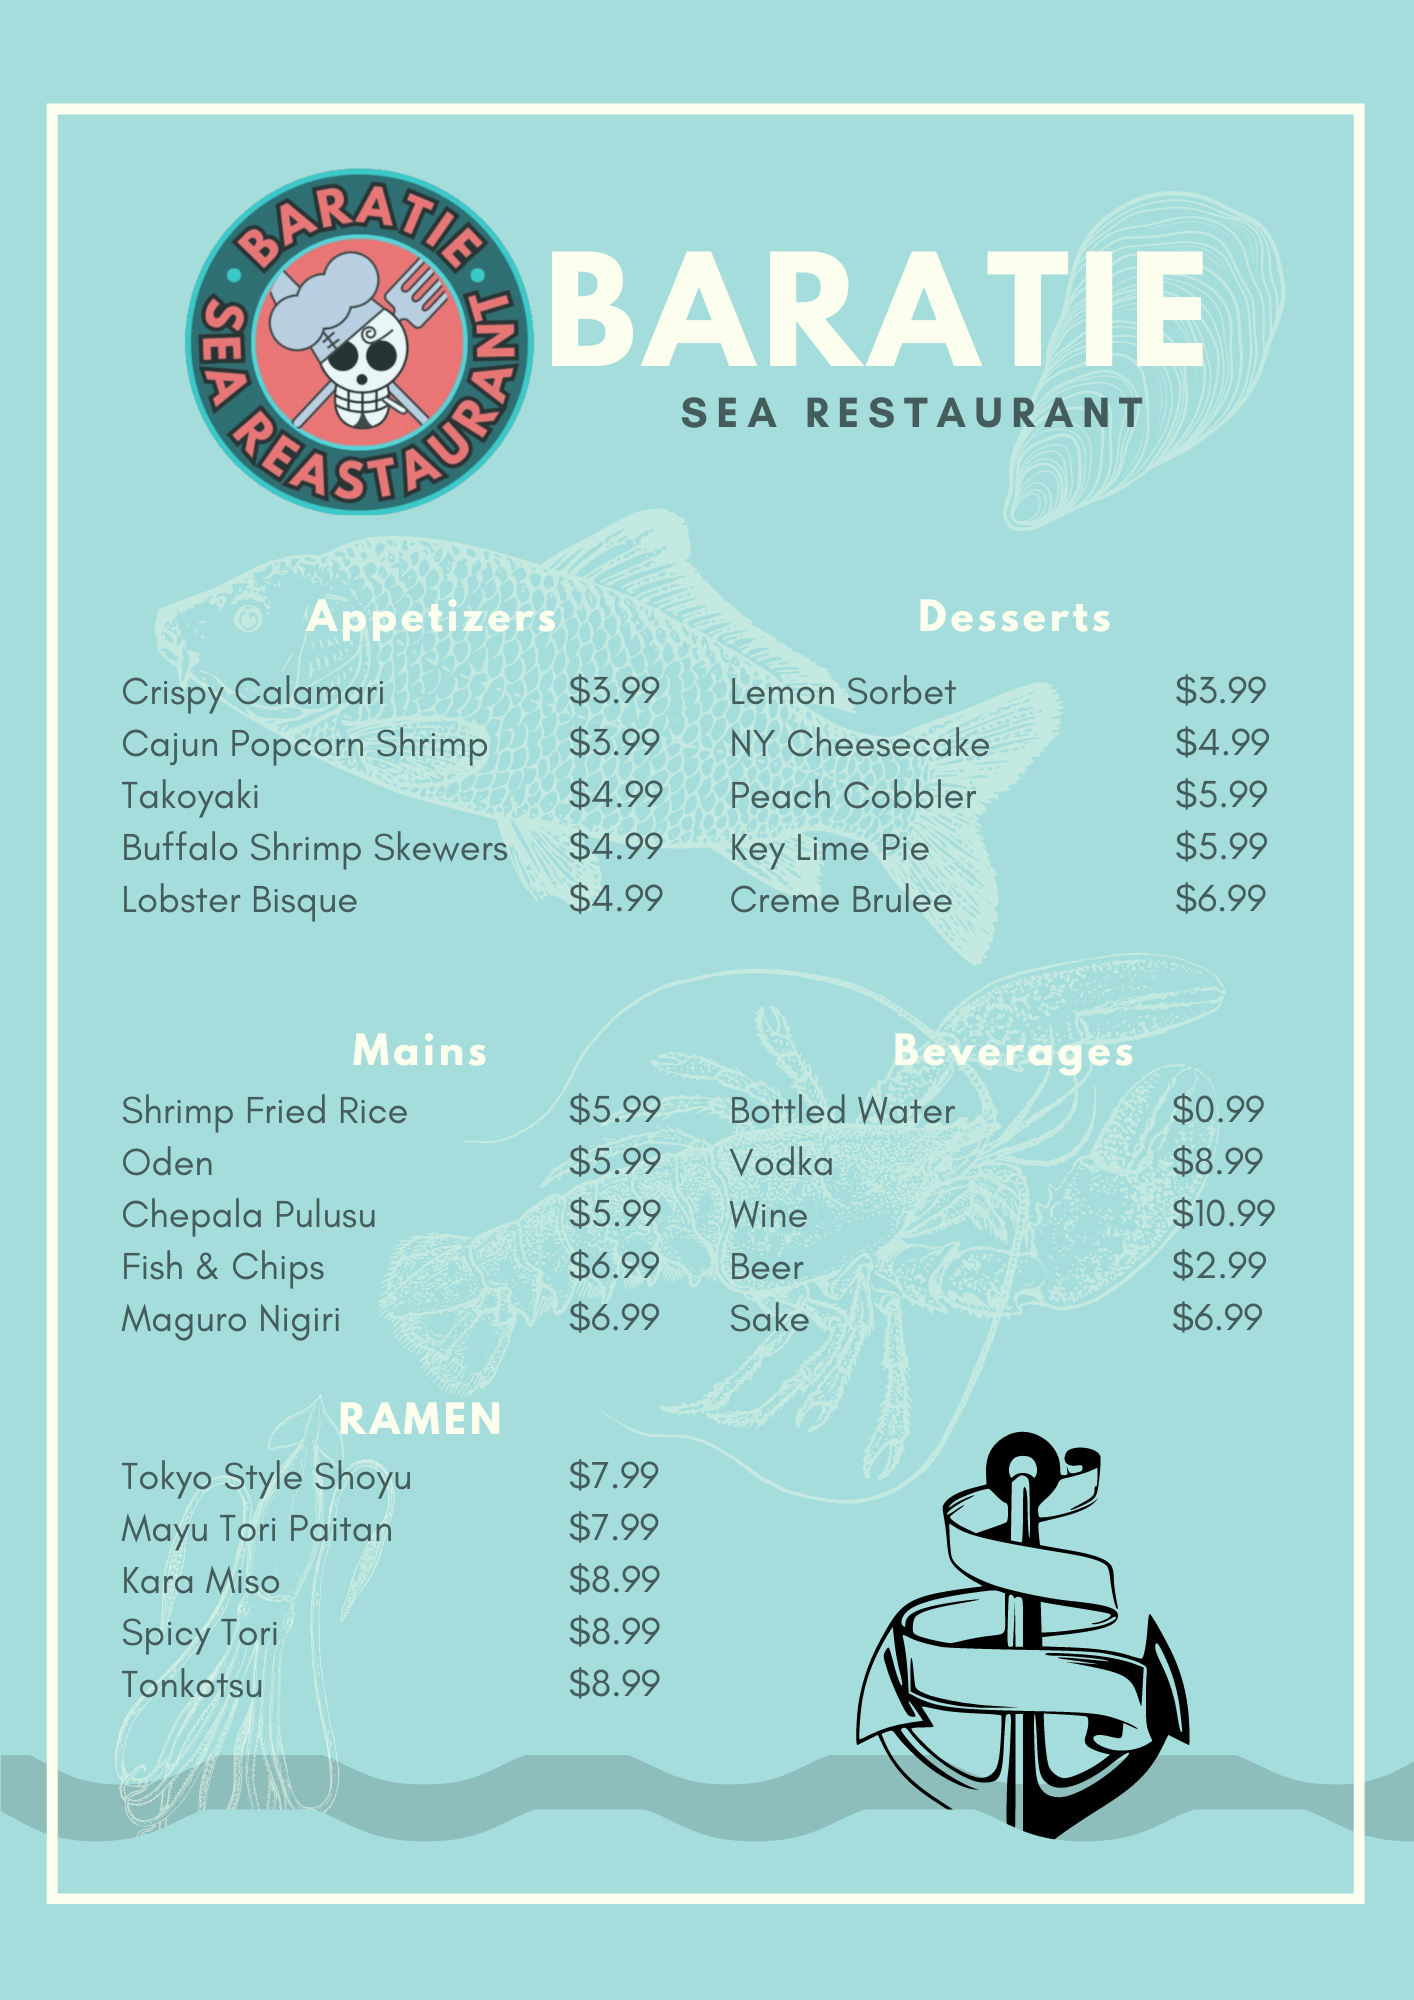 BARATIE
SEA REASTAURANT
BARATIE
SEA RESTAURANT
Appetizers
Crispy Calamari $3.99
Cajun Popcorn Shrimp $3.99
Takoyaki $4.99
Buffalo Shrimp Skewers $4.99
Lobster Bisque $4.99
Desserts
Lemon Sorbet $3.99
NY Cheesecake $4.99
Peach Cobbler $5.99
Key Lime Pie $5.99
Creme Brulee $6.99
Mains
Shrimp Fried Rice $5.99
Oden $5.99
Chepala Pulusu $5.99
Fish & Chips $6.99
Maguro Nigiri $6.99
Beverages
Bottled Water $0.99
Vodka $8.99
Wine $10.99
Beer $2.99
Sake $6.99
RAMEN
Tokyo Style Shoyu $7.99
Mayu Tori Paitan $7.99
Kara Miso $8.99
Spicy Tori $8.99
Tonkotsu $8.99